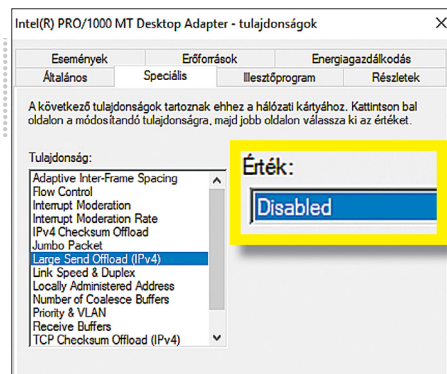 Intel(R) PRO/1000 MT Desktop Adapter - tulajdonságok
Események Erőforrások Energiagazdálkodás
Általános Speciális Illesztőprogram Részletek
A következő tulajdonságok tartoznak ehhez a hálózati kártyához. Kattintson bal
oldalon a módosítandó tulajdonságra, majd jobb oldalon válassza ki az értéket.
Tulajdonság:
Adaptive Inter-Frame Spacing
Flow Control
Interrupt Moderation
Interrupt Moderation Rate
IPv4 Checksum Offload
Jumbo Packet
Large Send Offload (IPv4)
Link Speed & Duplex
Locally Administered Address
Number of Coalesce Buffers
Priority & VLAN
Receive Buffers
TCP Checksum Offload (IPv4)
Érték:
Disabled